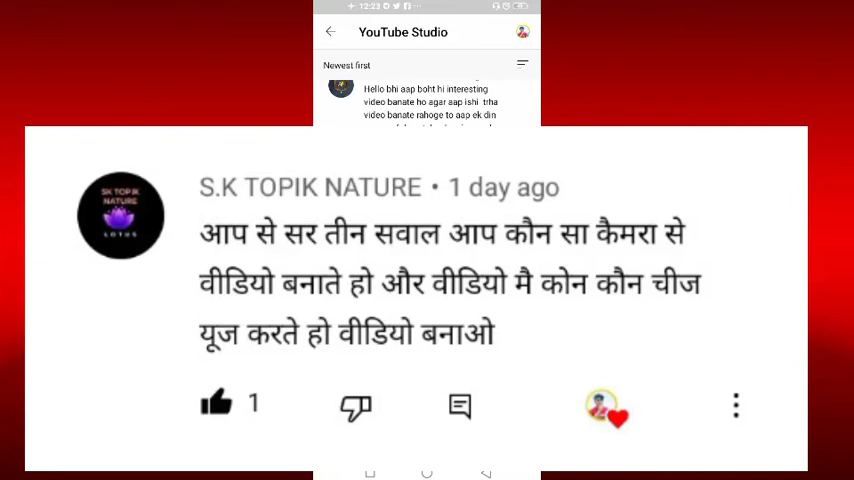 12:23
YouTube Studio
Newest first
Hello bhi aap boht hi interesting
video banate ho agar aap ishi trha
video banate rahoge to aap ek din
SK TOPIK
NATURE
LOTUS
S.K TOPIK NATURE • 1 day ago
आप से सर तीन सवाल आप कौन सा कैमरा से
वीडियो बनाते हो और वीडियो मै कोन कौन चीज
यूज करते हो वीडियो बनाओ
1